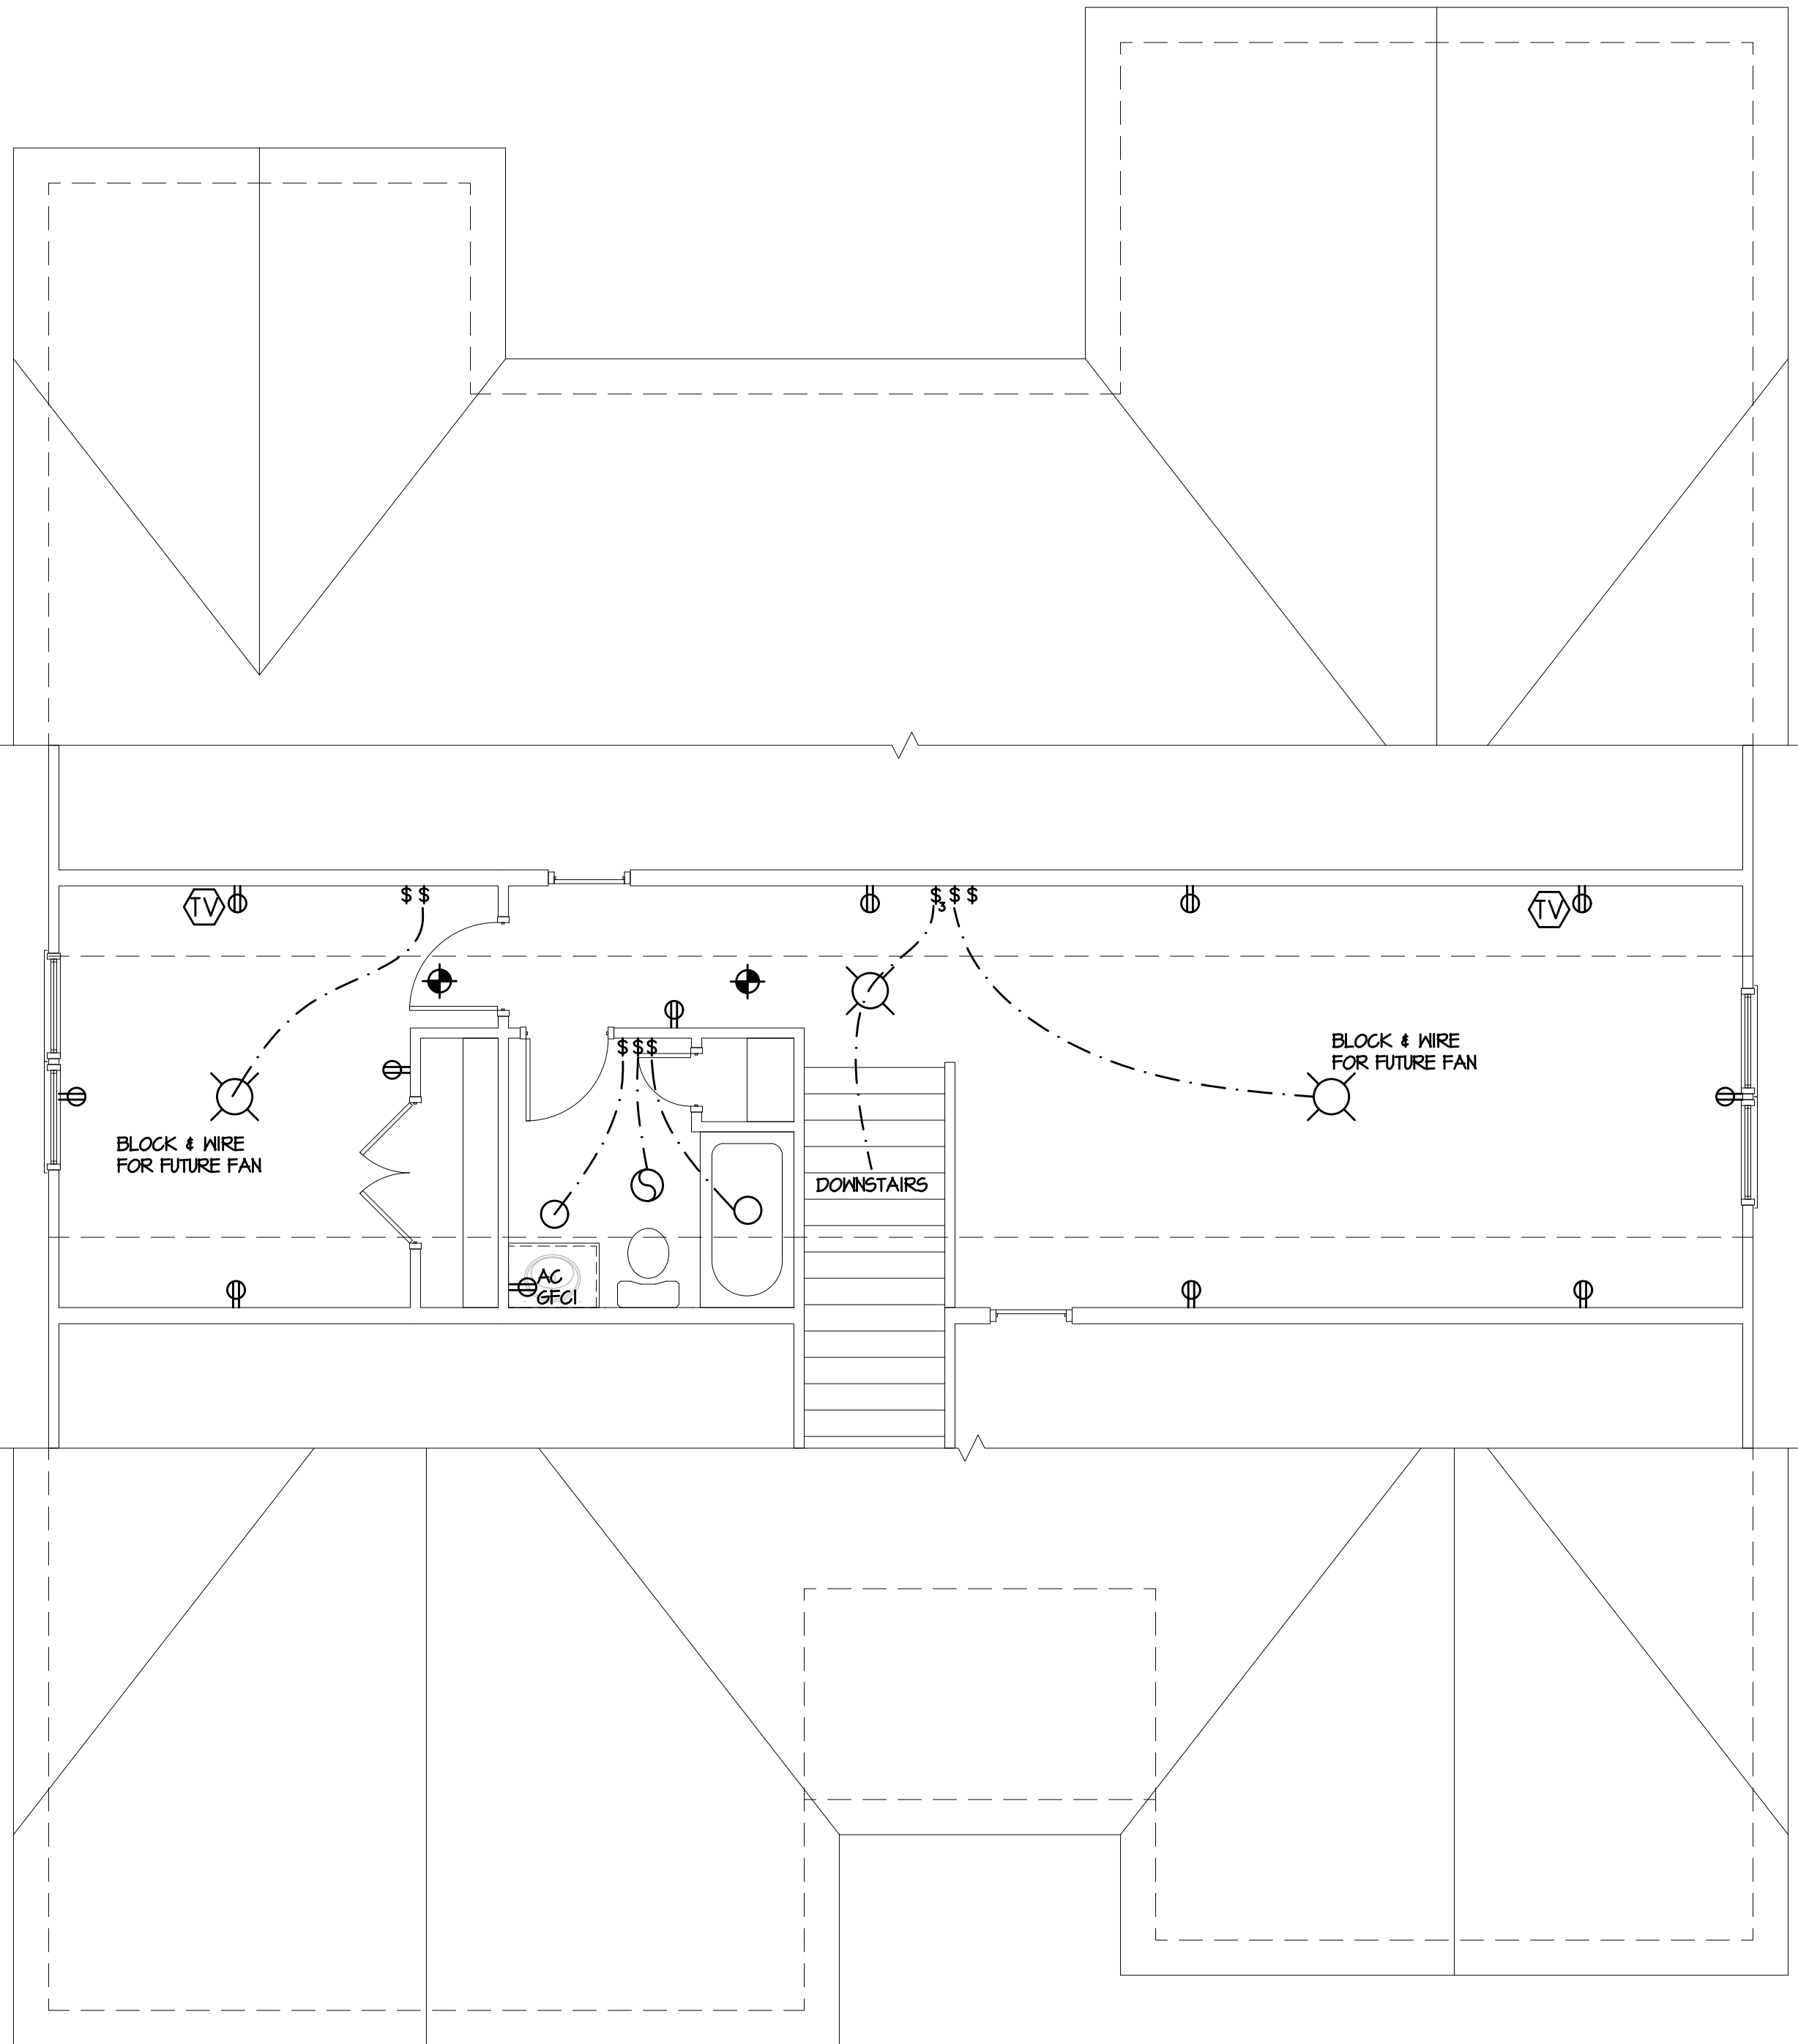 $ $
TV
$3 $ $
TV
BLOCK & WIRE
FOR FUTURE FAN
$ $ $
BLOCK & WIRE
FOR FUTURE FAN
DOWNSTAIRS
AC
GFCI